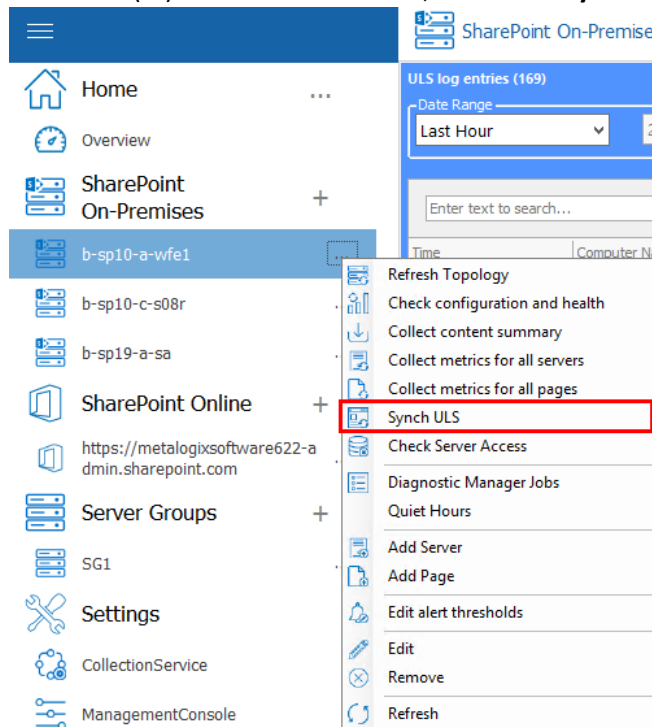 SharePoint On-Premise
Home
...
Overview
SharePoint
On-Premises
+
b-sp10-a-wfe1
...
b-sp10-c-s08r
b-sp19-a-sa
SharePoint Online
+
https://metalogixsoftware622-a
dmin.sharepoint.com
Server Groups
+
SG1
Settings
CollectionService
ManagementConsole
ULS log entries (169)
Date Range
Last Hour
2
Enter text to search...
Time
Computer Na
Refresh Topology
Check configuration and health
Collect content summary
Collect metrics for all servers
Collect metrics for all pages
Synch ULS
Check Server Access
Diagnostic Manager Jobs
Quiet Hours
Add Server
Add Page
Edit alert thresholds
Edit
Remove
Refresh